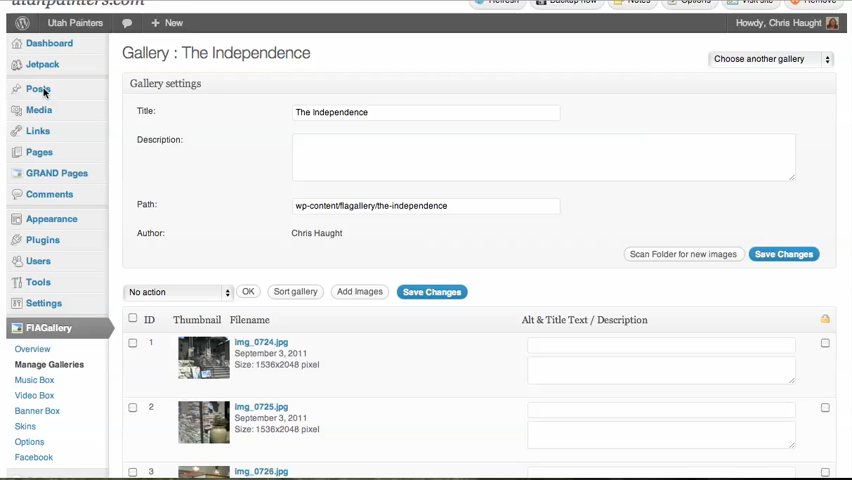 utahpainters.com
Refresh
Backup now
Notes
Options
Visit site
Remove
Utah Painters
+ New
Howdy, Chris Haught
Dashboard
Jetpack
Posts
Media
Links
Pages
GRAND Pages
Comments
Appearance
Plugins
Users
Tools
Settings
FlAGallery
Overview
Manage Galleries
Music Box
Video Box
Banner Box
Skins
Options
Facebook
Gallery : The Independence
Choose another gallery
Gallery settings
Title:
The Independence
Description:
Path:
wp-content/flagallery/the-independence
Author:
Chris Haught
Scan Folder for new images
Save Changes
No action
OK
Sort gallery
Add Images
Save Changes
ID
Thumbnail
Filename
Alt & Title Text / Description
1
img_0724.jpg
September 3, 2011
Size: 1536x2048 pixel
2
img_0725.jpg
September 3, 2011
Size: 1536x2048 pixel
3
img_0726.jpg